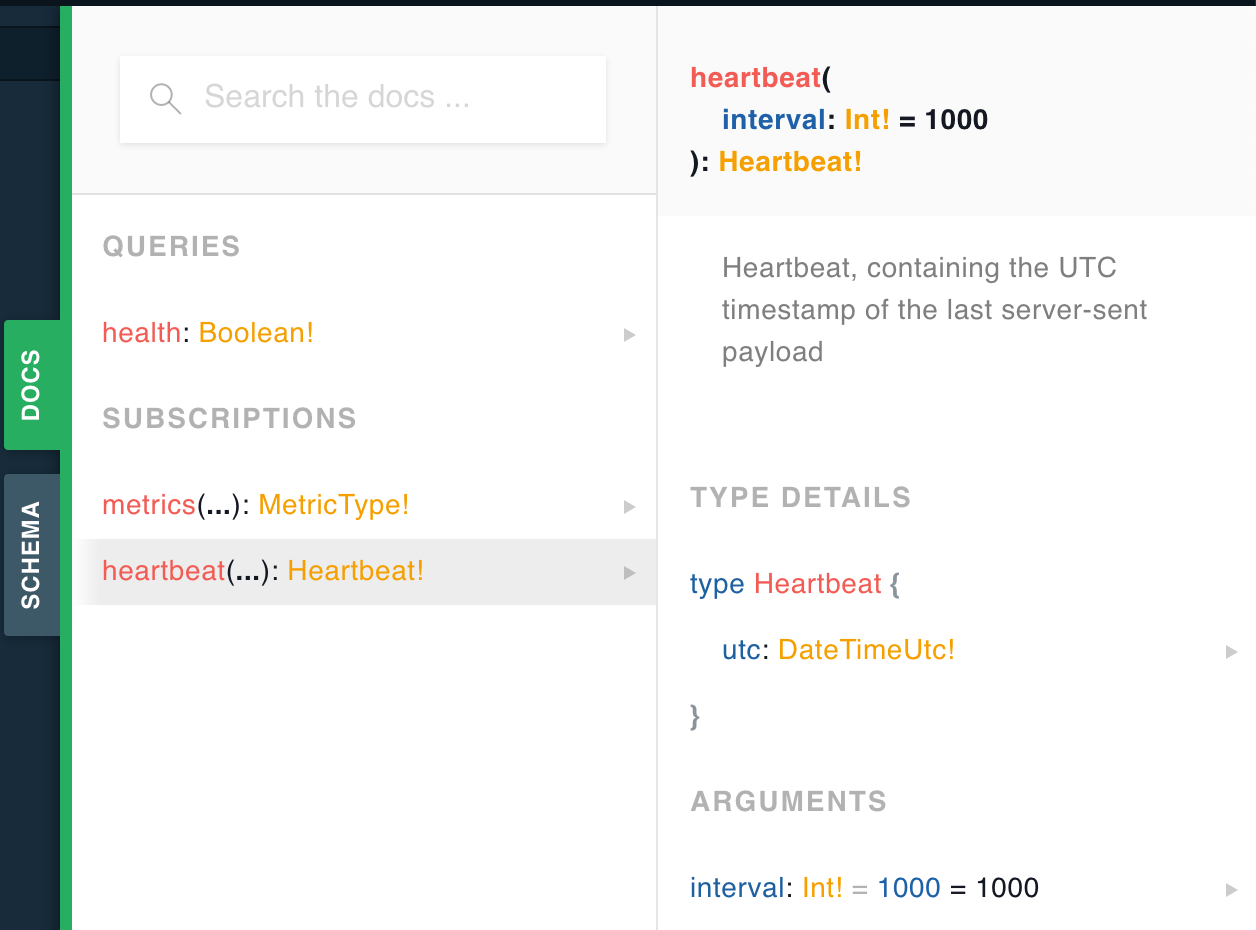 DOCS
SCHEMA
Search the docs ...
QUERIES
health: Boolean!
SUBSCRIPTIONS
metrics(...): MetricType!
heartbeat(...): Heartbeat!
heartbeat(
interval: Int! = 1000
): Heartbeat!
Heartbeat, containing the UTC
timestamp of the last server-sent
payload
TYPE DETAILS
type Heartbeat {
utc: DateTimeUtc!
}
ARGUMENTS
interval: Int! = 1000 = 1000